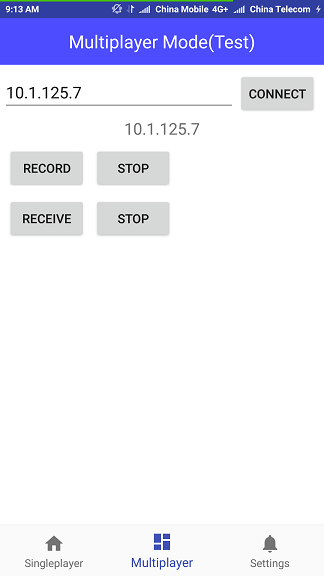 9:13 AM China Mobile 4G+ China Telecom
Multiplayer Mode(Test)
10.1.125.7 CONNECT
10.1.125.7
RECORD STOP
RECEIVE STOP
Singleplayer Multiplayer Settings